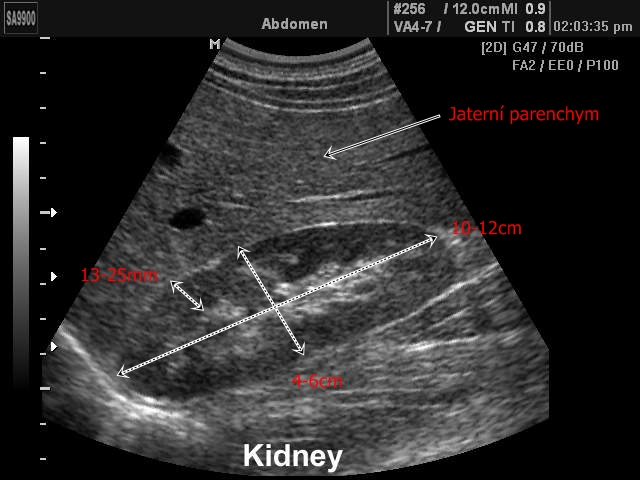 SA9900
Abdomen
#256 / 12.0cm MI 0.9
VA4-7 / GEN TI 0.8
02:03:35 pm
[2D] G47 / 70dB
FA2 / EE0 / P100
M
Jaterní parenchym
10-12cm
13-25mm
4-6cm
Kidney